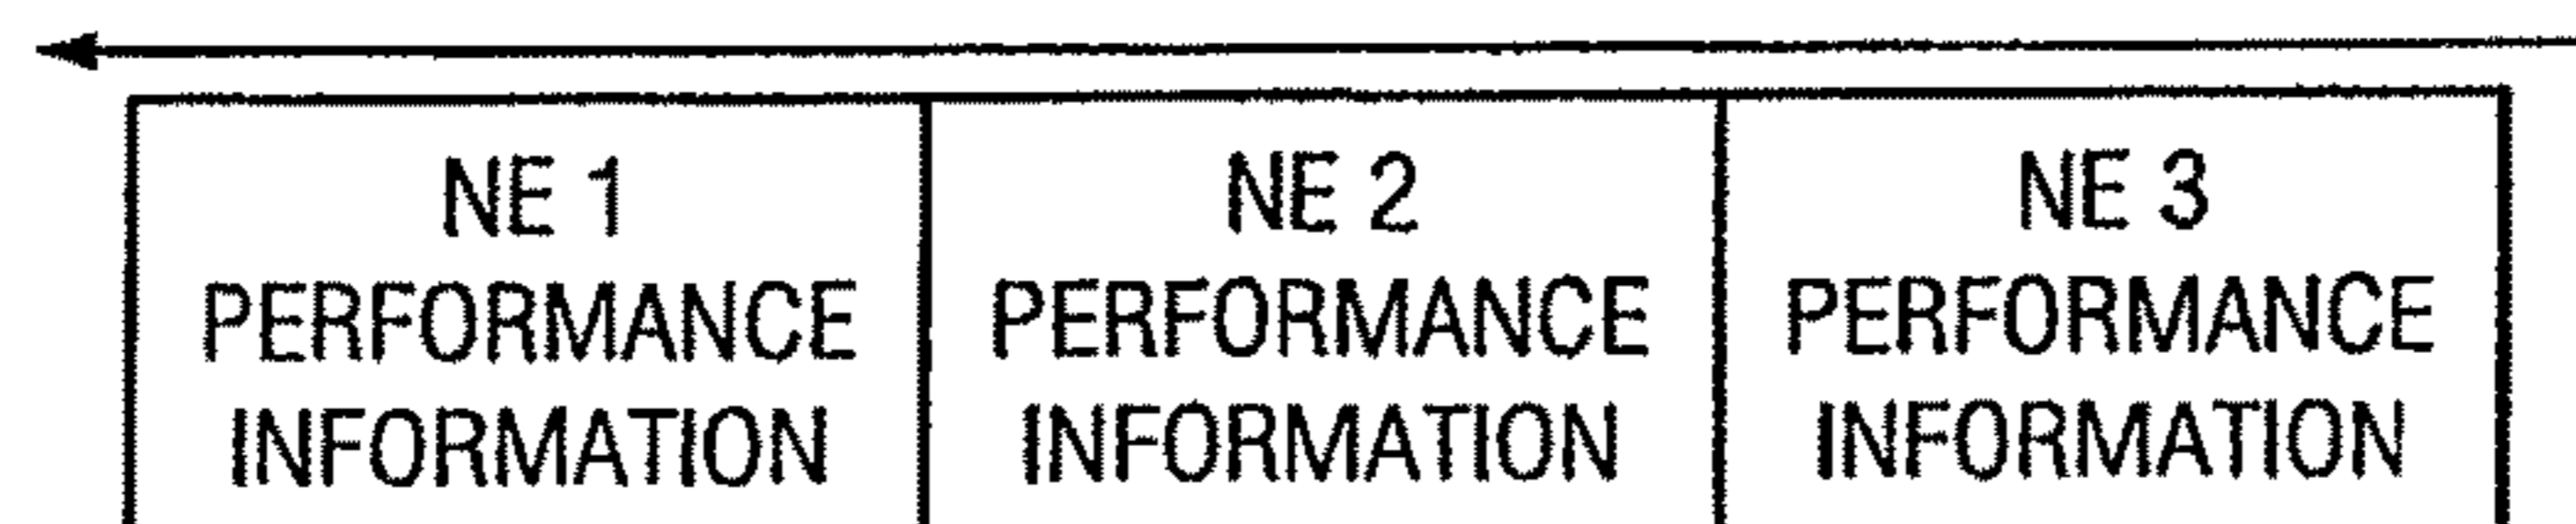 NE 1
PERFORMANCE
INFORMATION
NE 2
PERFORMANCE
INFORMATION
NE 3
PERFORMANCE
INFORMATION